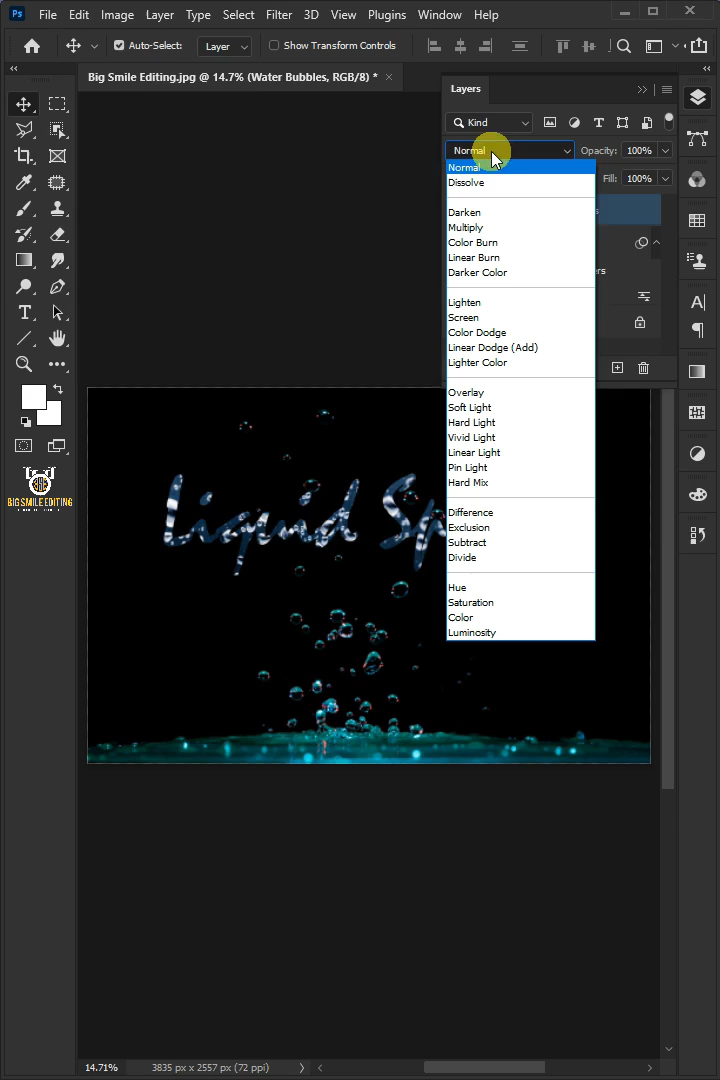 Ps File Edit Image Layer Type Select Filter 3D View Plugins Window Help
Auto-Select: Layer Show Transform Controls
Big Smile Editing.jpg @ 14.7% (Water Bubbles, RGB/8) *
Layers
Kind
Normal Opacity: 100%
Normal
Fill: 100%
Dissolve
Darken
Multiply
Color Burn
Linear Burn
Darker Color
Lighten
Screen
Color Dodge
Linear Dodge (Add)
Lighter Color
Overlay
Soft Light
Hard Light
Vivid Light
Linear Light
Pin Light
Hard Mix
Difference
Exclusion
Subtract
Divide
Hue
Saturation
Color
Luminosity
BIG SMILE EDITING
Liquid Sp
14.71% 3835 px x 2557 px (72 ppi)